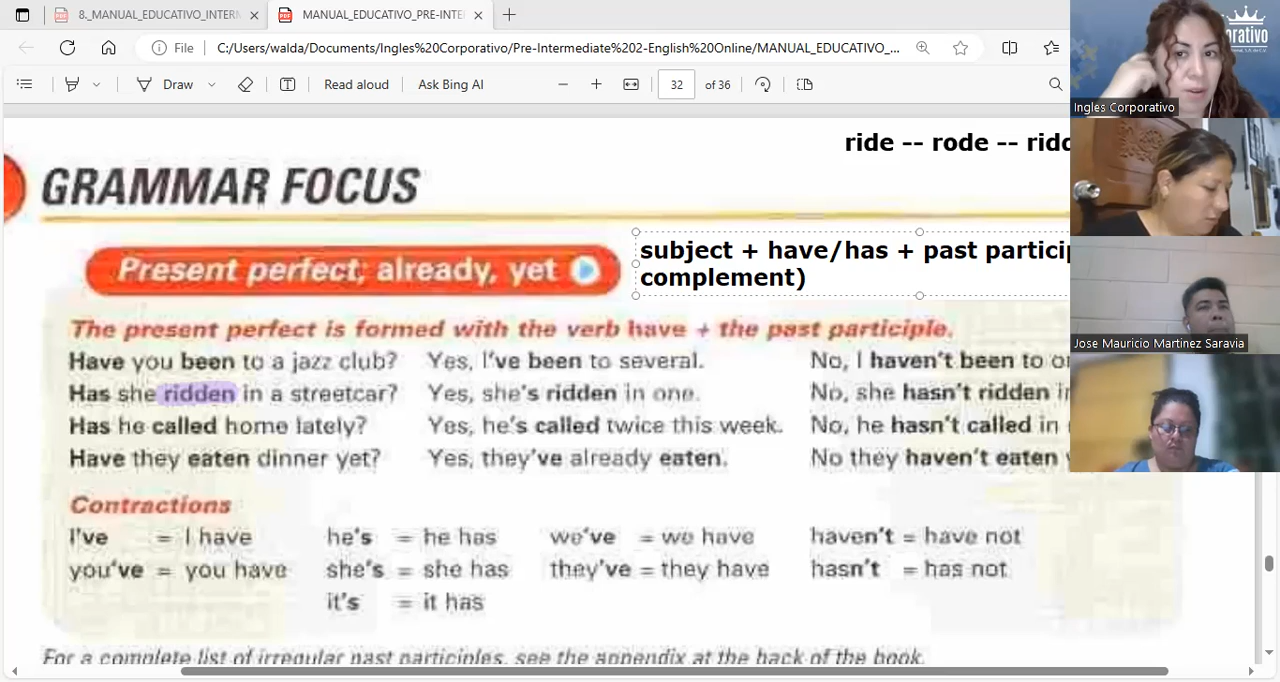 8._MANUAL_EDUCATIVO_INTERM
MANUAL_EDUCATIVO_PRE-INTE
File
C:/Users/walda/Documents/Ingles%20Corporativo/Pre-Intermediate%202-English%20Online/MANUAL_EDUCATIVO_...
Draw
Read aloud
Ask Bing AI
32
of 36
Ingles Corporativo
Jose Mauricio Martinez Saravia
ride -- rode -- ridd
GRAMMAR FOCUS
Present perfect; already, yet
subject + have/has + past particip
complement)
The present perfect is formed with the verb have + the past participle.
Have you been to a jazz club? Yes, I've been to several. No, I haven't been to
Has she ridden in a streetcar? Yes, she's ridden in one. No, she hasn't ridden
Has he called home lately? Yes, he's called twice this week. No, he hasn't called in
Have they eaten dinner yet? Yes, they've already eaten. No they haven't eaten
Contractions
I've = I have he's = he has we've = we have haven't = have not
you've = you have she's = she has they've = they have hasn't = has not
it's = it has
For a complete list of irregular past participles, see the appendix at the back of the book.